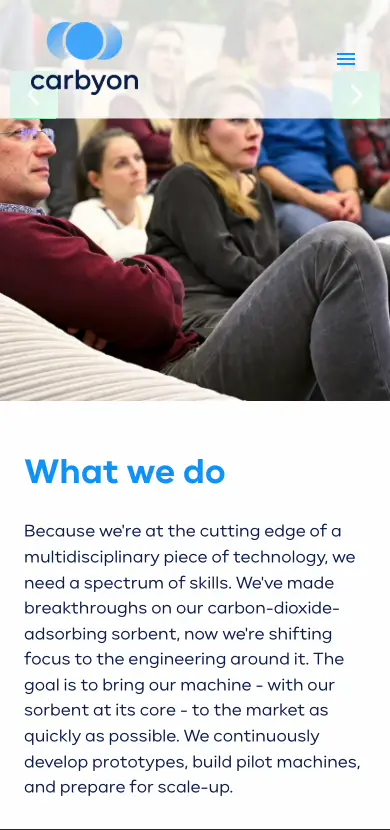 carbyon
What we do
Because we're at the cutting edge of a
multidisciplinary piece of technology, we
need a spectrum of skills. We've made
breakthroughs on our carbon-dioxide-
adsorbing sorbent, now we're shifting
focus to the engineering around it. The
goal is to bring our machine - with our
sorbent at its core - to the market as
quickly as possible. We continuously
develop prototypes, build pilot machines,
and prepare for scale-up.